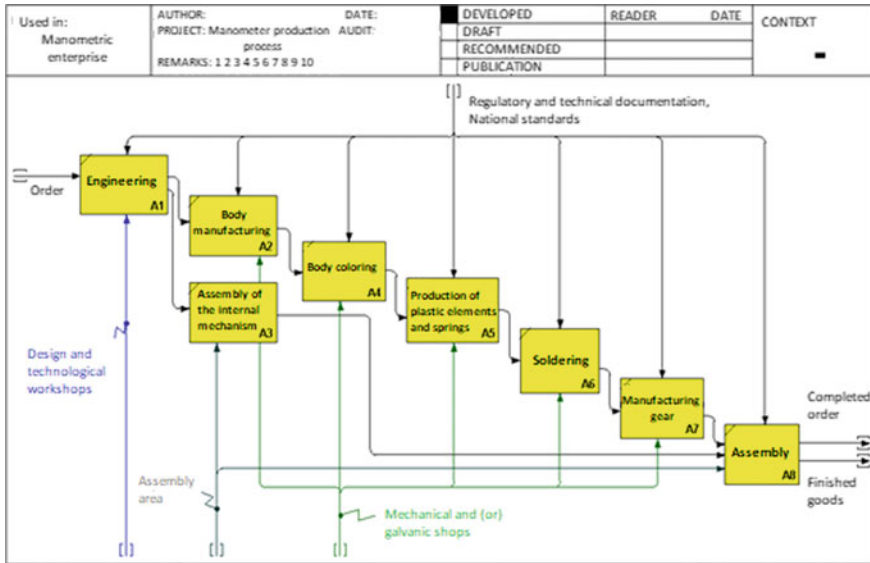 Used in:
Manometric
enterprise
AUTHOR: DATE:
PROJECT: Manometer production AUDIT:
process
REMARKS: 1 2 3 4 5 6 7 8 9 10
DEVELOPED
DRAFT
RECOMMENDED
PUBLICATION
READER DATE
CONTEXT
Regulatory and technical documentation,
National standards
Order
Engineering
A1
Body
manufacturing
A2
Assembly of
the internal
mechanism
A3
Body coloring
A4
Production of
plastic elements
and springs
A5
Soldering
A6
Manufacturing
gear
A7
Assembly
A8
Completed
order
Finished
goods
Design and
technological
workshops
Assembly
area
Mechanical and (or)
galvanic shops